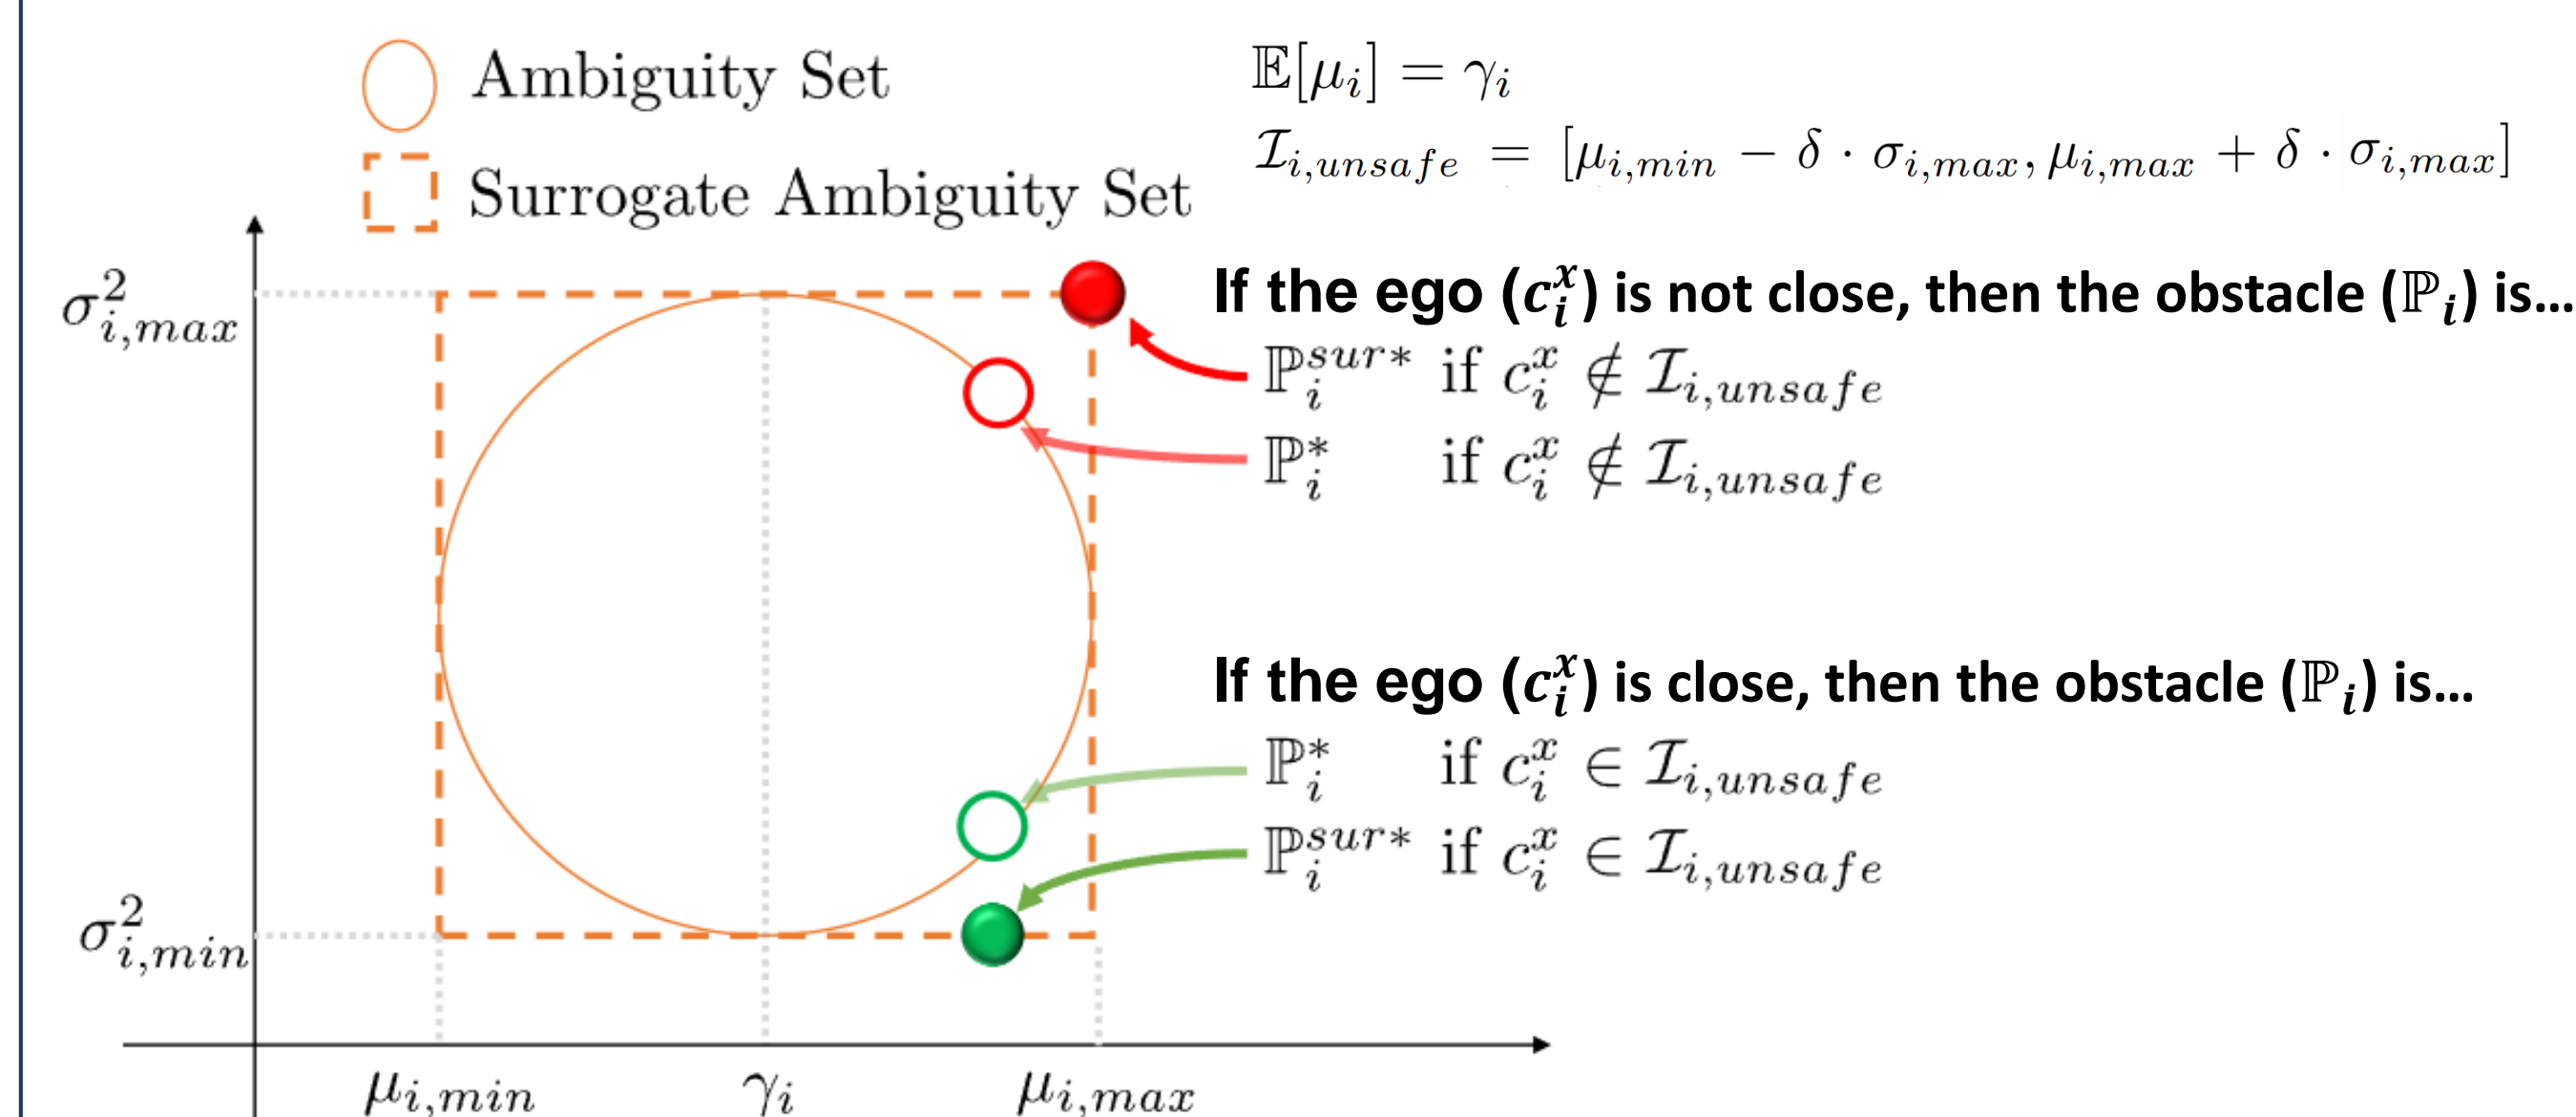 Ambiguity Set
Surrogate Ambiguity Set
𝔼[μ_i] = γ_i
ℐ_{i,unsafe} = [μ_{i,min} − δ · σ_{i,max}, μ_{i,max} + δ · σ_{i,max}]
σ²_{i,max}
If the ego (c_i^x) is not close, then the obstacle (ℙ_i) is...
ℙ_i^{sur*} if c_i^x ∉ ℐ_{i,unsafe}
ℙ_i^* if c_i^x ∉ ℐ_{i,unsafe}
If the ego (c_i^x) is close, then the obstacle (ℙ_i) is...
ℙ_i^* if c_i^x ∈ ℐ_{i,unsafe}
ℙ_i^{sur*} if c_i^x ∈ ℐ_{i,unsafe}
σ²_{i,min}
μ_{i,min} γ_i μ_{i,max}